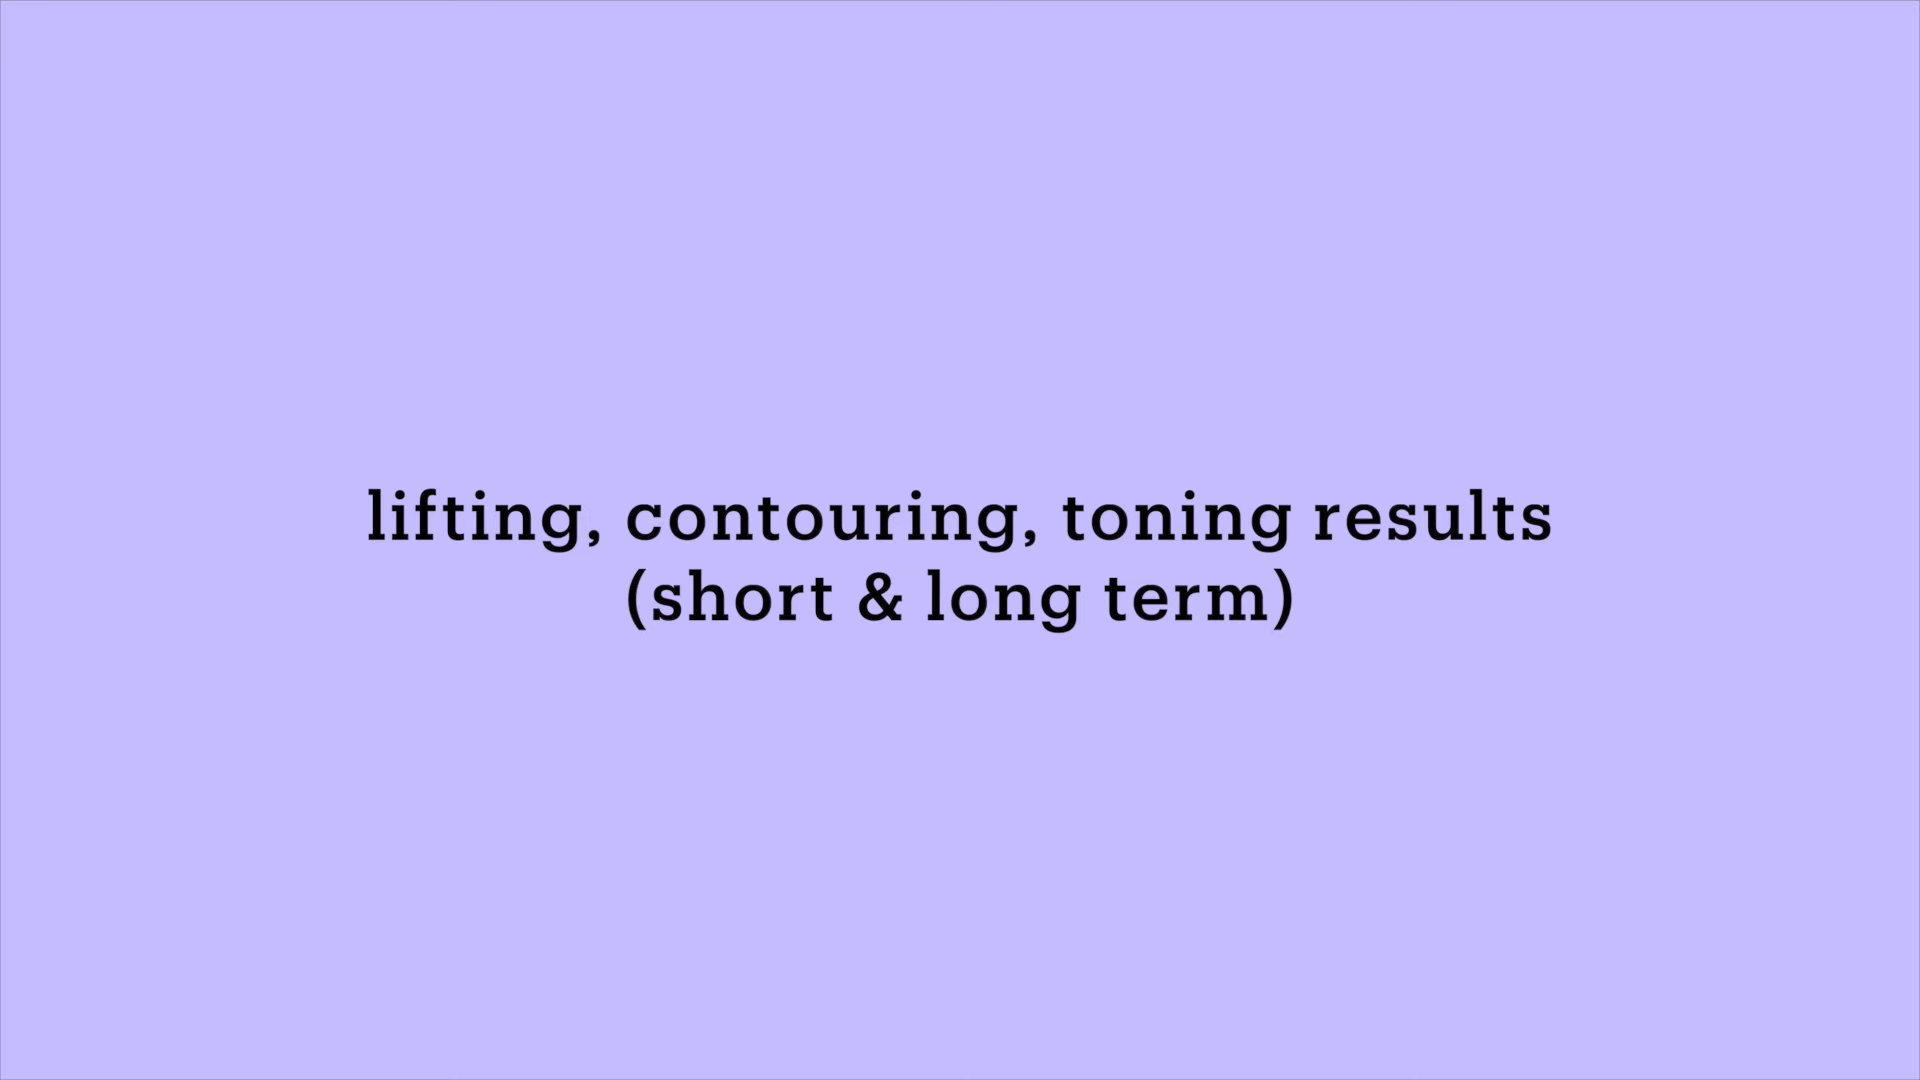 lifting, contouring, toning results
(short & long term)